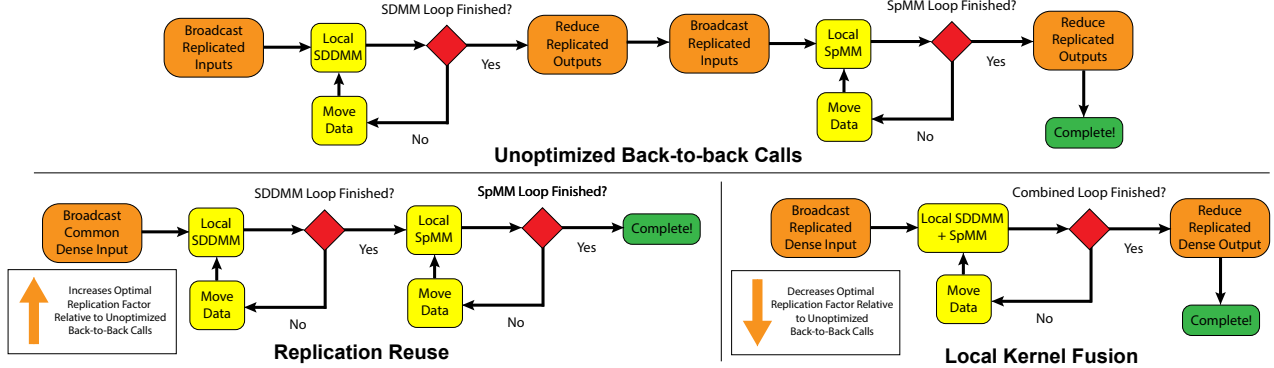 SDMM Loop Finished?
SpMM Loop Finished?
Broadcast
Replicated
Inputs
Local
SDDMM
Yes
Reduce
Replicated
Outputs
Broadcast
Replicated
Inputs
Local
SpMM
Yes
Reduce
Replicated
Outputs
Move
Data
No
Move
Data
No
Complete!
Unoptimized Back-to-back Calls
SDDMM Loop Finished?
SpMM Loop Finished?
Broadcast
Common
Dense Input
Local
SDDMM
Yes
Local
SpMM
Yes
Complete!
Increases Optimal
Replication Factor
Relative to Unoptimized
Back-to-Back Calls
Move
Data
No
Move
Data
No
Replication Reuse
Combined Loop Finished?
Broadcast
Replicated
Dense Input
Local SDDMM
+ SpMM
Yes
Reduce
Replicated
Dense Output
Decreases Optimal
Replication Factor Relative
to Unoptimized
Back-to-Back Calls
Move
Data
No
Complete!
Local Kernel Fusion